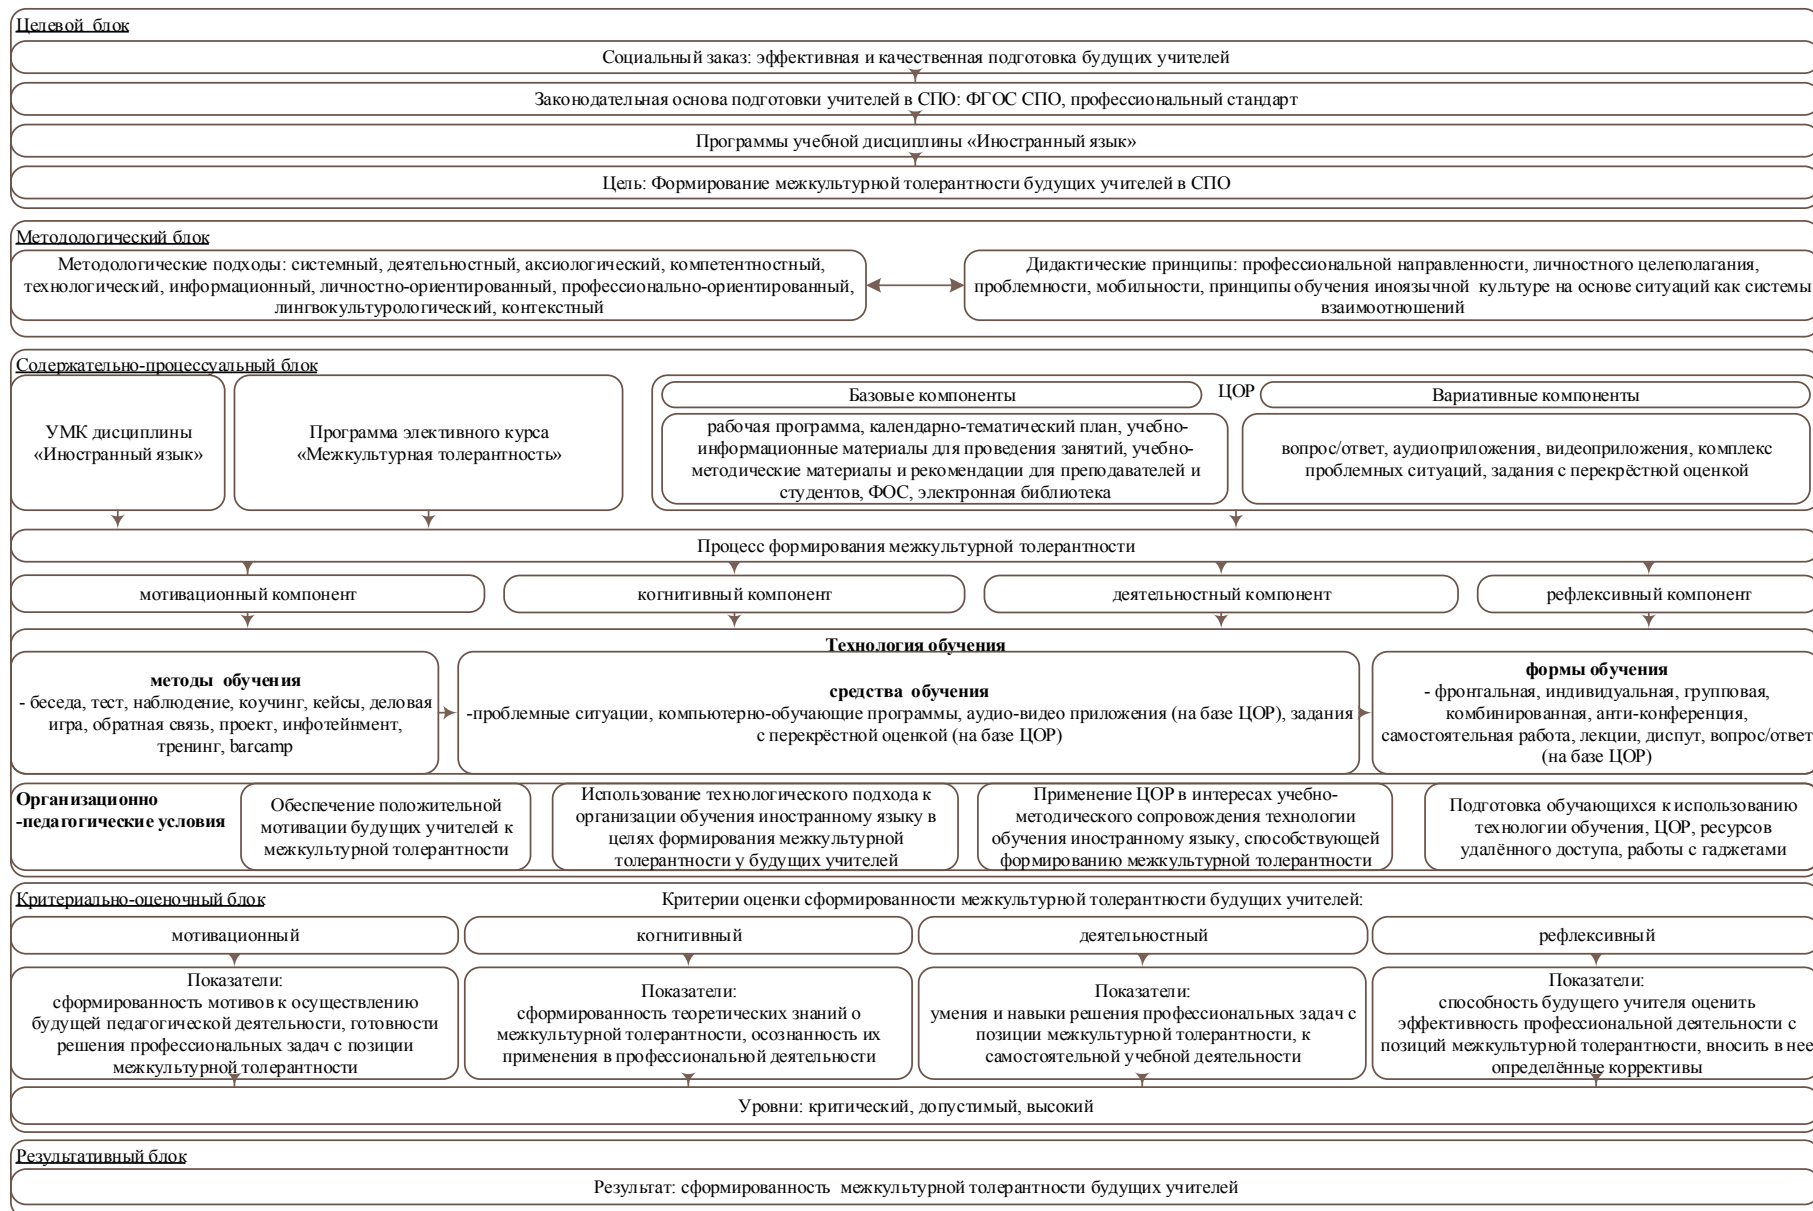 Целевой блок
Социальный заказ: эффективная и качественная подготовка будущих учителей
Законодательная основа подготовки учителей в СПО: ФГОС СПО, профессиональный стандарт
Программы учебной дисциплины «Иностранный язык»
Цель: Формирование межкультурной толерантности будущих учителей в СПО
Методологический блок
Методологические подходы: системный, деятельностный, аксиологический, компетентностный,
технологический, информационный, личностно-ориентированный, профессионально-ориентированный,
лингвокультурологический, контекстный
Дидактические принципы: профессиональной направленности, личностного целеполагания,
проблемности, мобильности, принципы обучения иноязычной культуре на основе ситуаций как системы
взаимоотношений
Содержательно-процессуальный блок
УМК дисциплины
«Иностранный язык»
Программа элективного курса
«Межкультурная толерантность»
ЦОР
Базовые компоненты
рабочая программа, календарно-тематический план, учебно-
информационные материалы для проведения занятий, учебно-
методические материалы и рекомендации для преподавателей и
студентов, ФОС, электронная библиотека
Вариативные компоненты
вопрос/ответ, аудиоприложения, видеоприложения, комплекс
проблемных ситуаций, задания с перекрёстной оценкой
Процесс формирования межкультурной толерантности
мотивационный компонент
когнитивный компонент
деятельностный компонент
рефлексивный компонент
Технология обучения
методы обучения
- беседа, тест, наблюдение, коучинг, кейсы, деловая
игра, обратная связь, проект, инфотейнмент,
тренинг, barcamp
средства обучения
-проблемные ситуации, компьютерно-обучающие программы, аудио-видео приложения (на базе ЦОР), задания
с перекрёстной оценкой (на базе ЦОР)
формы обучения
- фронтальная, индивидуальная, групповая,
комбинированная, анти-конференция,
самостоятельная работа, лекции, диспут, вопрос/ответ
(на базе ЦОР)
Организационно
-педагогические условия
Обеспечение положительной
мотивации будущих учителей к
межкультурной толерантности
Использование технологического подхода к
организации обучения иностранному языку в
целях формирования межкультурной
толерантности у будущих учителей
Применение ЦОР в интересах учебно-
методического сопровождения технологии
обучения иностранному языку, способствующей
формированию межкультурной толерантности
Подготовка обучающихся к использованию
технологии обучения, ЦОР, ресурсов
удалённого доступа, работы с гаджетами
Критериально-оценочный блок
Критерии оценки сформированности межкультурной толерантности будущих учителей:
мотивационный
когнитивный
деятельностный
рефлексивный
Показатели:
сформированность мотивов к осуществлению
будущей педагогической деятельности, готовности
решения профессиональных задач с позиции
межкультурной толерантности
Показатели:
сформированность теоретических знаний о
межкультурной толерантности, осознанность их
применения в профессиональной деятельности
Показатели:
умения и навыки решения профессиональных задач с
позиции межкультурной толерантности, к
самостоятельной учебной деятельности
Показатели:
способность будущего учителя оценить
эффективность профессиональной деятельности с
позиций межкультурной толерантности, вносить в нее
определённые коррективы
Уровни: критический, допустимый, высокий
Результативный блок
Результат: сформированность межкультурной толерантности будущих учителей